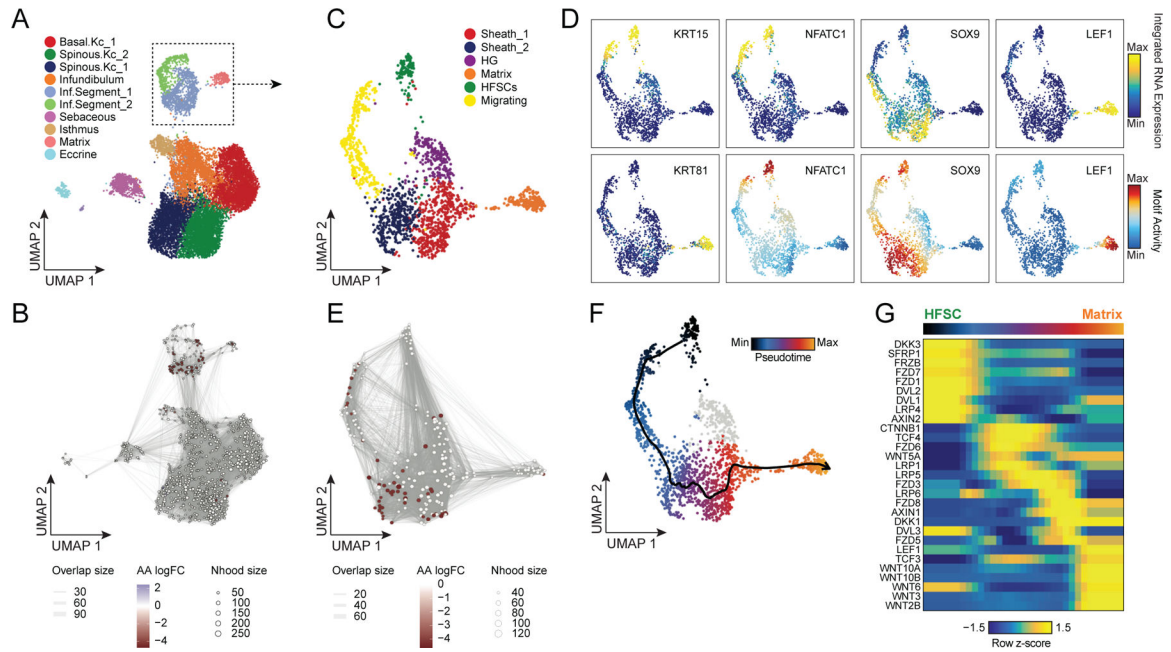 A
Basal.Kc_1
Spinous.Kc_2
Spinous.Kc_1
Infundibulum
Inf.Segment_1
Inf.Segment_2
Sebaceous
Isthmus
Matrix
Eccrine
UMAP 2
UMAP 1
C
Sheath_1
Sheath_2
HG
Matrix
HFSCs
Migrating
UMAP 2
UMAP 1
D
KRT15
NFATC1
SOX9
LEF1
Max
Min
Integrated RNA Expression
KRT81
NFATC1
SOX9
LEF1
Max
Min
Motif Activity
B
UMAP 2
UMAP 1
Overlap size
30
60
90
AA logFC
2
0
−2
−4
Nhood size
50
100
150
200
250
E
UMAP 2
UMAP 1
Overlap size
20
40
60
AA logFC
0
−1
−2
−3
−4
Nhood size
40
60
80
100
120
F
Min
Max
Pseudotime
UMAP 2
UMAP 1
G
HFSC
Matrix
DKK3
SFRP1
FRZB
FZD7
FZD1
DVL2
DVL1
LRP4
AXIN2
CTNNB1
TCF4
FZD6
WNT5A
LRP1
LRP5
FZD3
LRP6
FZD8
AXIN1
DKK1
DVL3
FZD5
LEF1
TCF3
WNT10A
WNT10B
WNT6
WNT3
WNT2B
−1.5
1.5
Row z−score